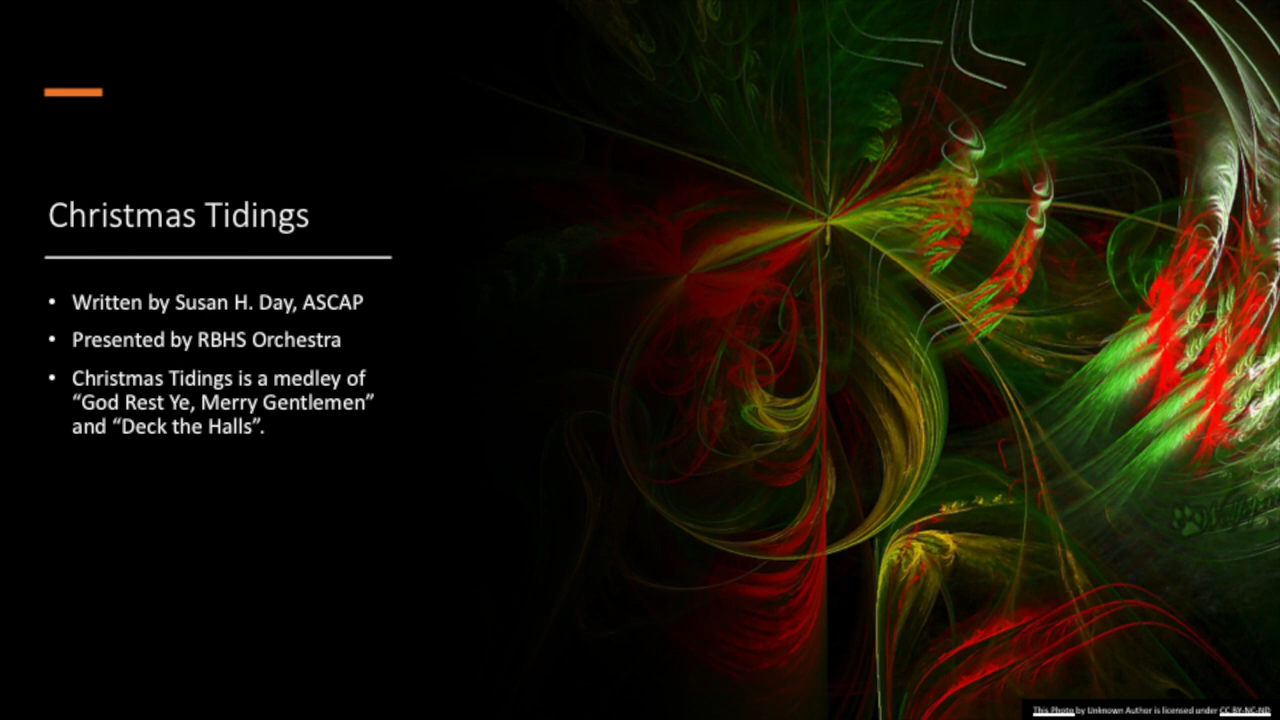 Christmas Tidings
• Written by Susan H. Day, ASCAP
• Presented by RBHS Orchestra
• Christmas Tidings is a medley of
“God Rest Ye, Merry Gentlemen”
and “Deck the Halls”.
This Photo by Unknown Author is licensed under CC BY-NC-ND